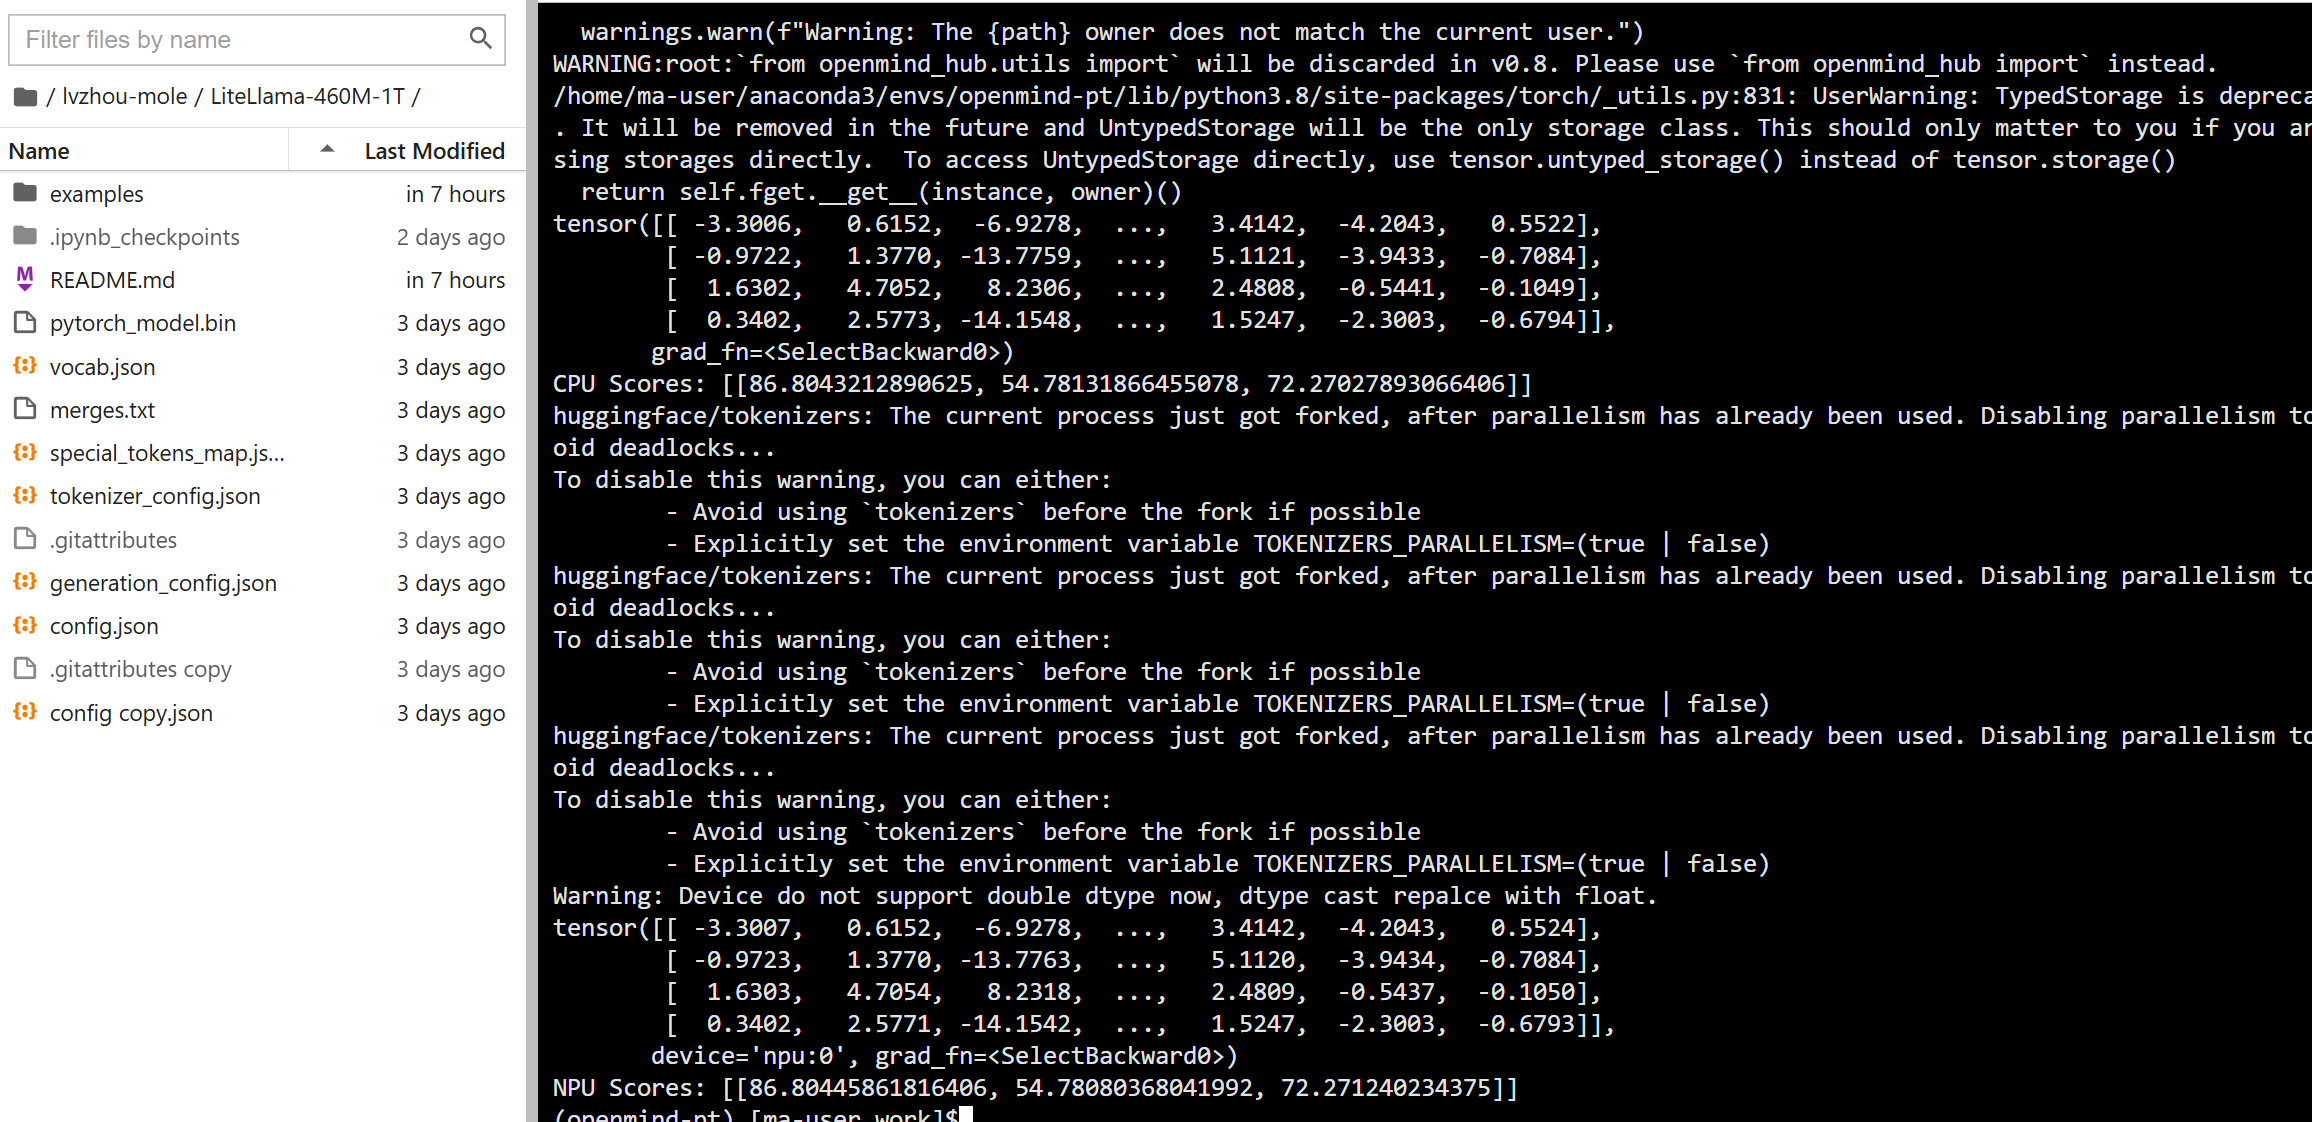 Filter files by name
/ lvzhou-mole / LiteLlama-460M-1T /
Name Last Modified
examples in 7 hours
.ipynb_checkpoints 2 days ago
README.md in 7 hours
pytorch_model.bin 3 days ago
vocab.json 3 days ago
merges.txt 3 days ago
special_tokens_map.js... 3 days ago
tokenizer_config.json 3 days ago
.gitattributes 3 days ago
generation_config.json 3 days ago
config.json 3 days ago
.gitattributes copy 3 days ago
config copy.json 3 days ago
warnings.warn(f"Warning: The {path} owner does not match the current user.")
WARNING:root:`from openmind_hub.utils import` will be discarded in v0.8. Please use `from openmind_hub import` instead.
/home/ma-user/anaconda3/envs/openmind-pt/lib/python3.8/site-packages/torch/_utils.py:831: UserWarning: TypedStorage is depreca
. It will be removed in the future and UntypedStorage will be the only storage class. This should only matter to you if you ar
sing storages directly.  To access UntypedStorage directly, use tensor.untyped_storage() instead of tensor.storage()
return self.fget.__get__(instance, owner)()
tensor([[ -3.3006,   0.6152,  -6.9278,  ...,   3.4142,  -4.2043,   0.5522],
[ -0.9722,   1.3770, -13.7759,  ...,   5.1121,  -3.9433,  -0.7084],
[  1.6302,   4.7052,   8.2306,  ...,   2.4808,  -0.5441,  -0.1049],
[  0.3402,   2.5773, -14.1548,  ...,   1.5247,  -2.3003,  -0.6794]],
grad_fn=<SelectBackward0>)
CPU Scores: [[86.8043212890625, 54.78131866455078, 72.27027893066406]]
huggingface/tokenizers: The current process just got forked, after parallelism has already been used. Disabling parallelism to
oid deadlocks...
To disable this warning, you can either:
- Avoid using `tokenizers` before the fork if possible
- Explicitly set the environment variable TOKENIZERS_PARALLELISM=(true | false)
huggingface/tokenizers: The current process just got forked, after parallelism has already been used. Disabling parallelism to
oid deadlocks...
To disable this warning, you can either:
- Avoid using `tokenizers` before the fork if possible
- Explicitly set the environment variable TOKENIZERS_PARALLELISM=(true | false)
huggingface/tokenizers: The current process just got forked, after parallelism has already been used. Disabling parallelism to
oid deadlocks...
To disable this warning, you can either:
- Avoid using `tokenizers` before the fork if possible
- Explicitly set the environment variable TOKENIZERS_PARALLELISM=(true | false)
Warning: Device do not support double dtype now, dtype cast repalce with float.
tensor([[ -3.3007,   0.6152,  -6.9278,  ...,   3.4142,  -4.2043,   0.5524],
[ -0.9723,   1.3770, -13.7763,  ...,   5.1120,  -3.9434,  -0.7084],
[  1.6303,   4.7054,   8.2318,  ...,   2.4809,  -0.5437,  -0.1050],
[  0.3402,   2.5771, -14.1542,  ...,   1.5247,  -2.3003,  -0.6793]],
device='npu:0', grad_fn=<SelectBackward0>)
NPU Scores: [[86.80445861816406, 54.78080368041992, 72.271240234375]]
(openmind-pt) [ma-user work]$